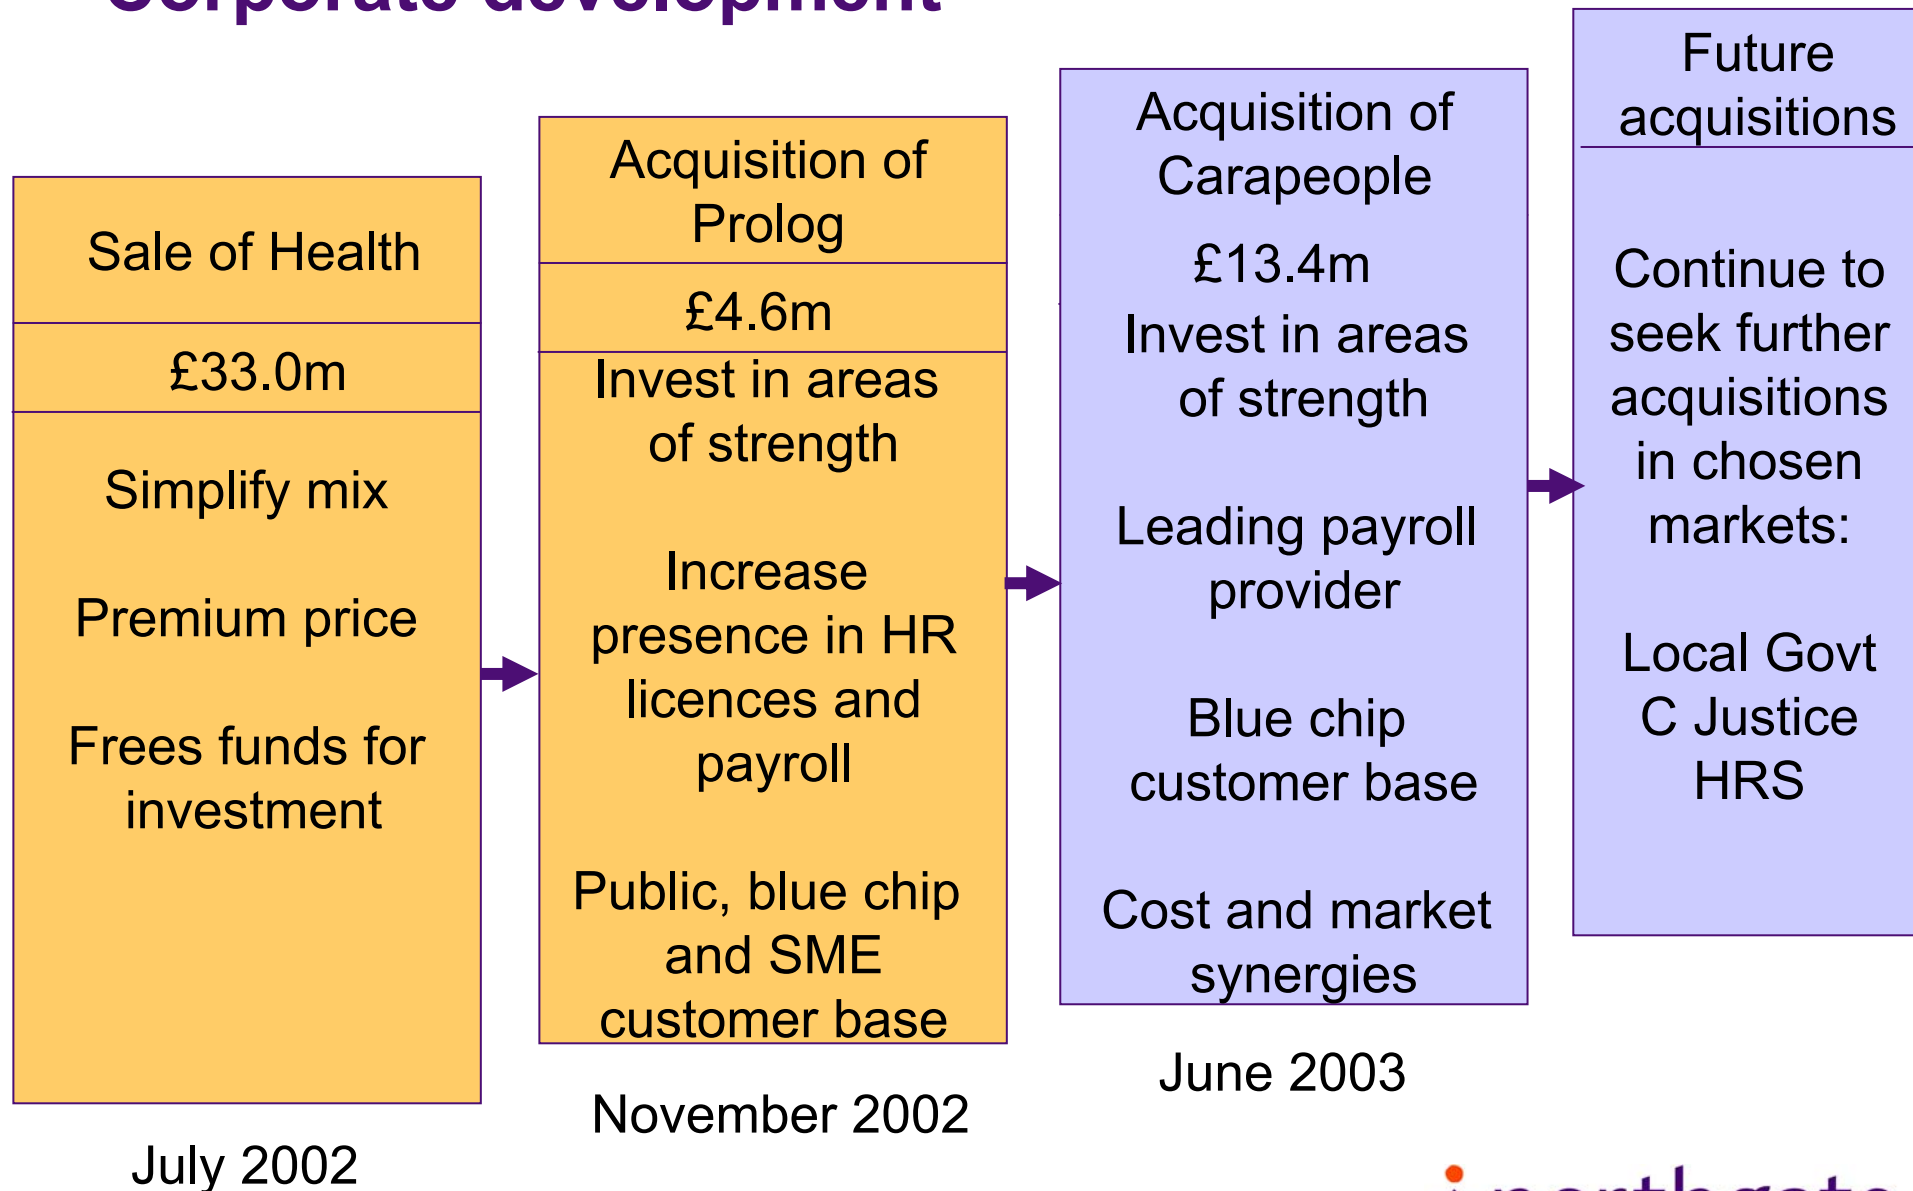 Corporate development
Sale of Health
£33.0m
Simplify mix
Premium price
Frees funds for
investment
July 2002
Acquisition of
Prolog
£4.6m
Invest in areas
of strength
Increase
presence in HR
licences and
payroll
Public, blue chip
and SME
customer base
November 2002
Acquisition of
Carapeople
£13.4m
Invest in areas
of strength
Leading payroll
provider
Blue chip
customer base
Cost and market
synergies
June 2003
Future
acquisitions
Continue to
seek further
acquisitions
in chosen
markets:
Local Govt
C Justice
HRS
northgate